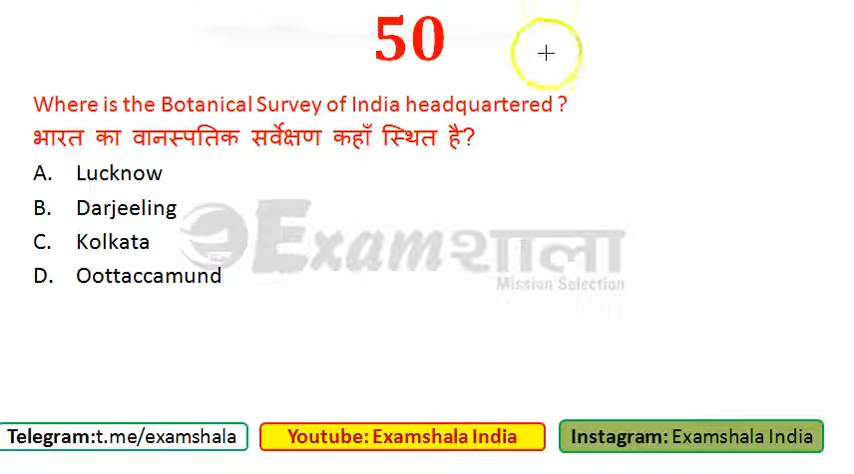 50
Where is the Botanical Survey of India headquartered ?
भारत का वानस्पतिक सर्वेक्षण कहाँ स्थित है?
A. Lucknow
B. Darjeeling
C. Kolkata
D. Oottaccamund
Examशाला
Mission Selection
Telegram:t.me/examshala
Youtube: Examshala India
Instagram: Examshala India